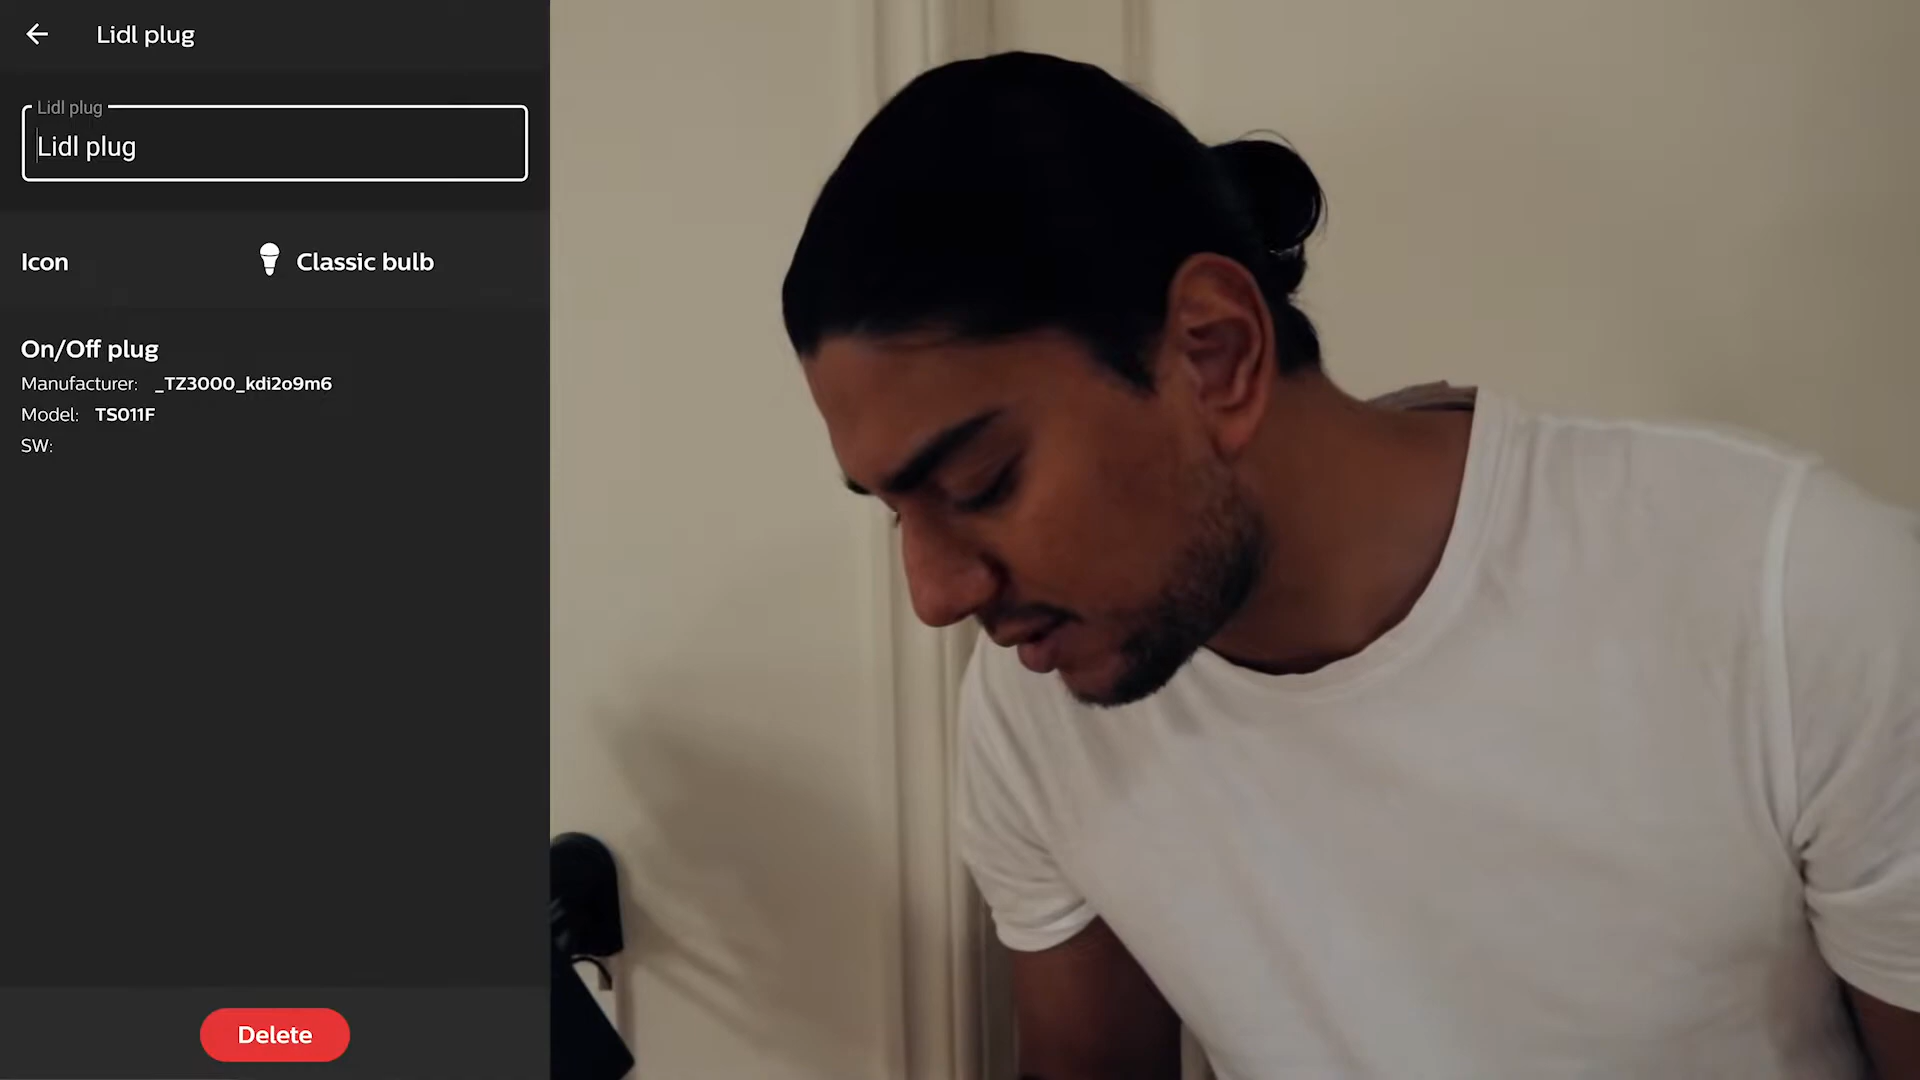 Lidl plug
Lidl plug
Lidl plug
Icon
Classic bulb
On/Off plug
Manufacturer: _TZ3000_kdi2o9m6
Model: TS011F
SW:
Delete